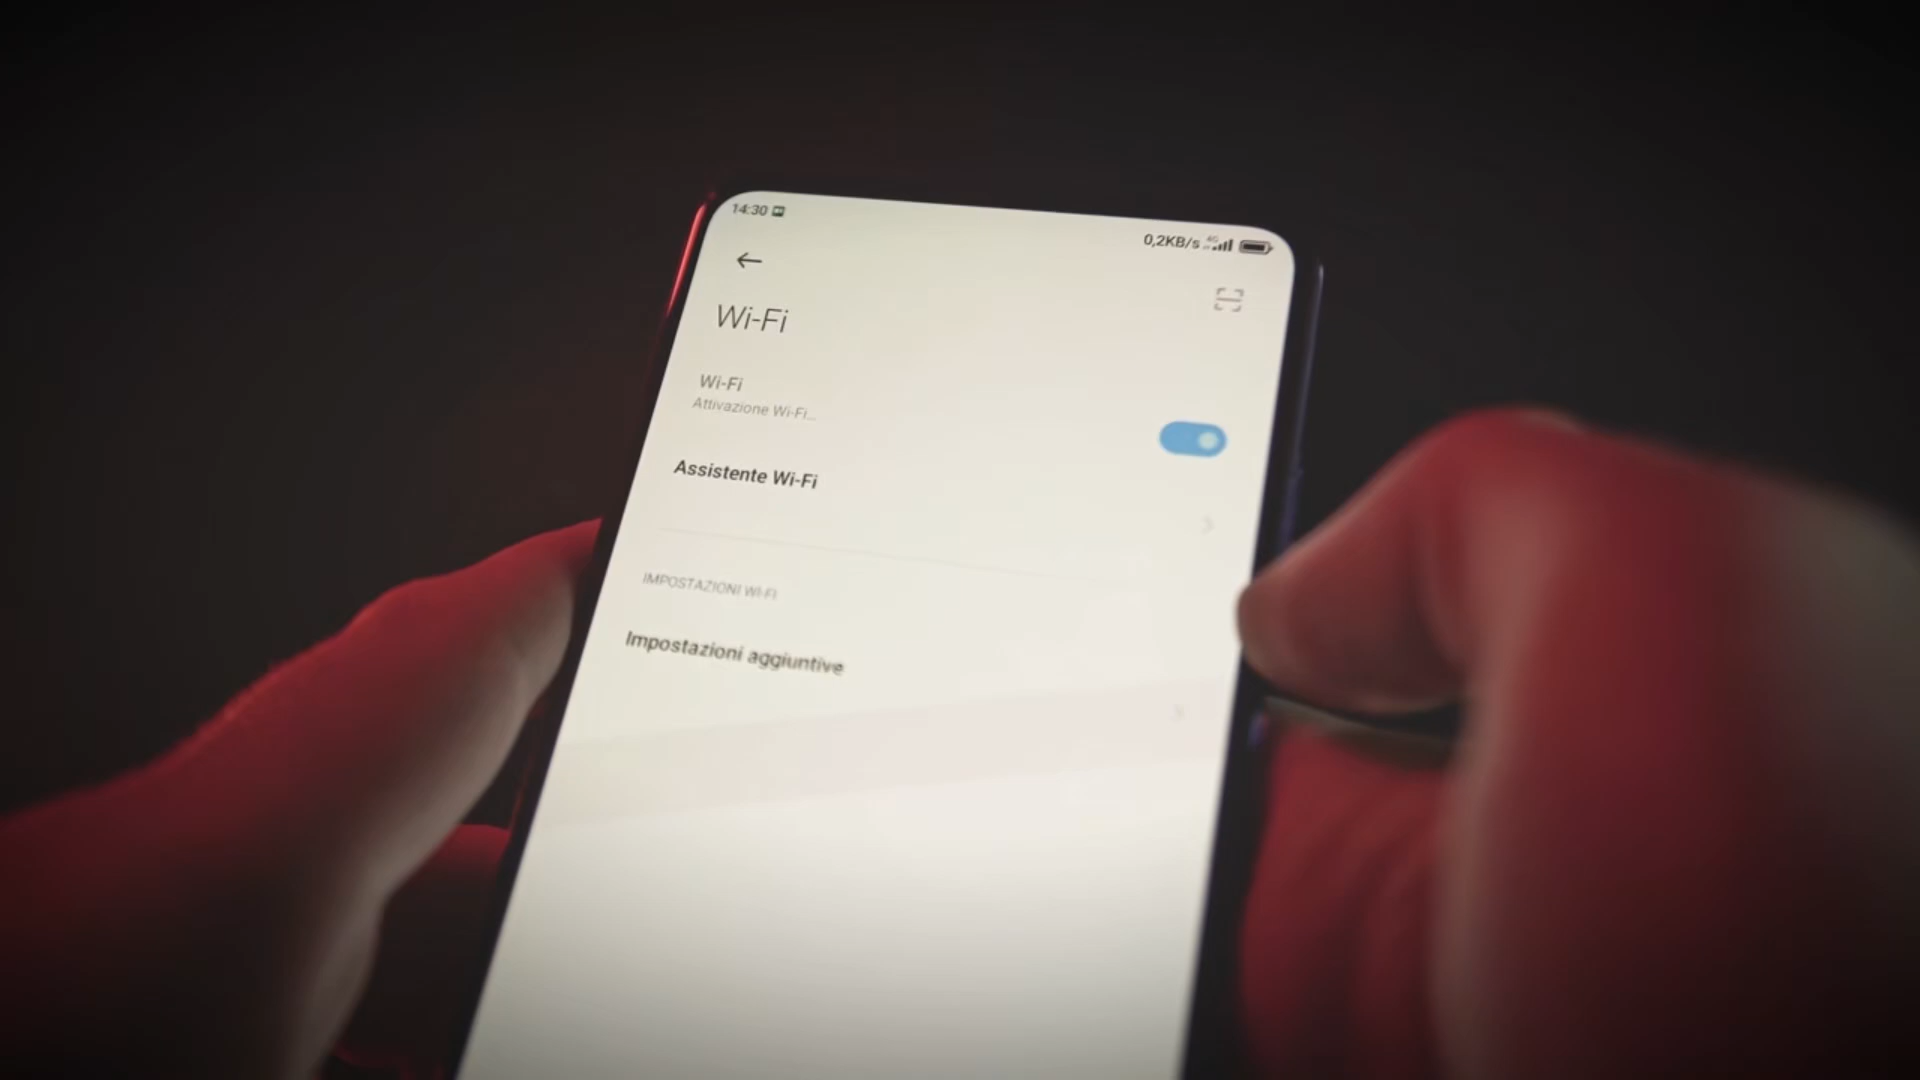 14:30
0,2KB/s 4G
Wi-Fi
Wi-Fi
Attivazione Wi-Fi...
Assistente Wi-Fi
IMPOSTAZIONI WI-FI
Impostazioni aggiuntive